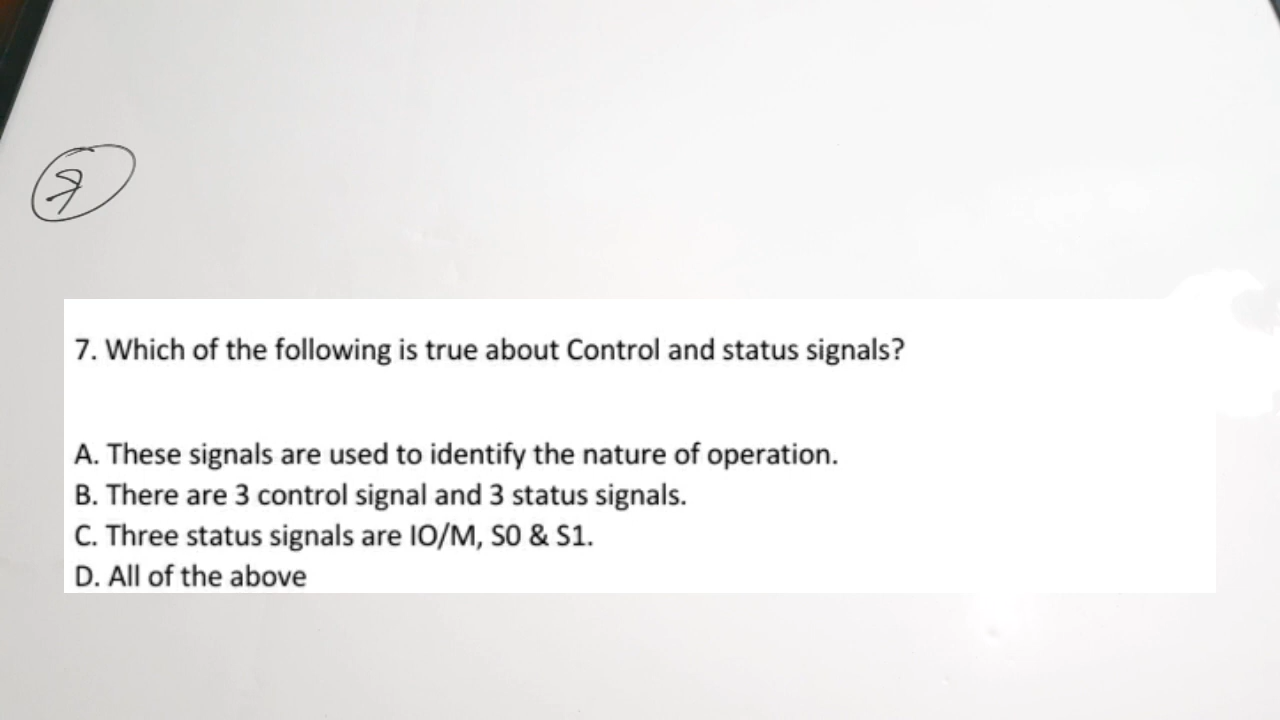 7
7. Which of the following is true about Control and status signals?
A. These signals are used to identify the nature of operation.
B. There are 3 control signal and 3 status signals.
C. Three status signals are IO/M, S0 & S1.
D. All of the above